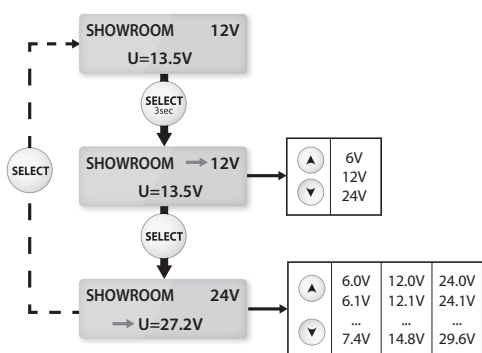 SHOWROOM 12V
U=13.5V
SELECT
3sec
SHOWROOM →12V
U=13.5V
6V
12V
24V
SELECT
SELECT
SHOWROOM 24V
→ U=27.2V
6.0V 12.0V 24.0V
6.1V 12.1V 24.1V
... ... ...
7.4V 14.8V 29.6V